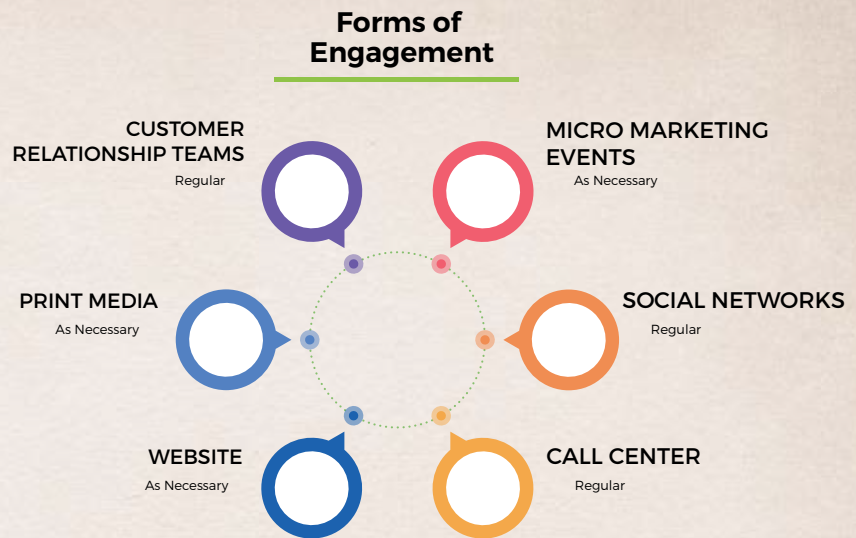 Forms of
Engagement
CUSTOMER
RELATIONSHIP TEAMS
Regular
MICRO MARKETING
EVENTS
As Necessary
PRINT MEDIA
As Necessary
SOCIAL NETWORKS
Regular
WEBSITE
As Necessary
CALL CENTER
Regular